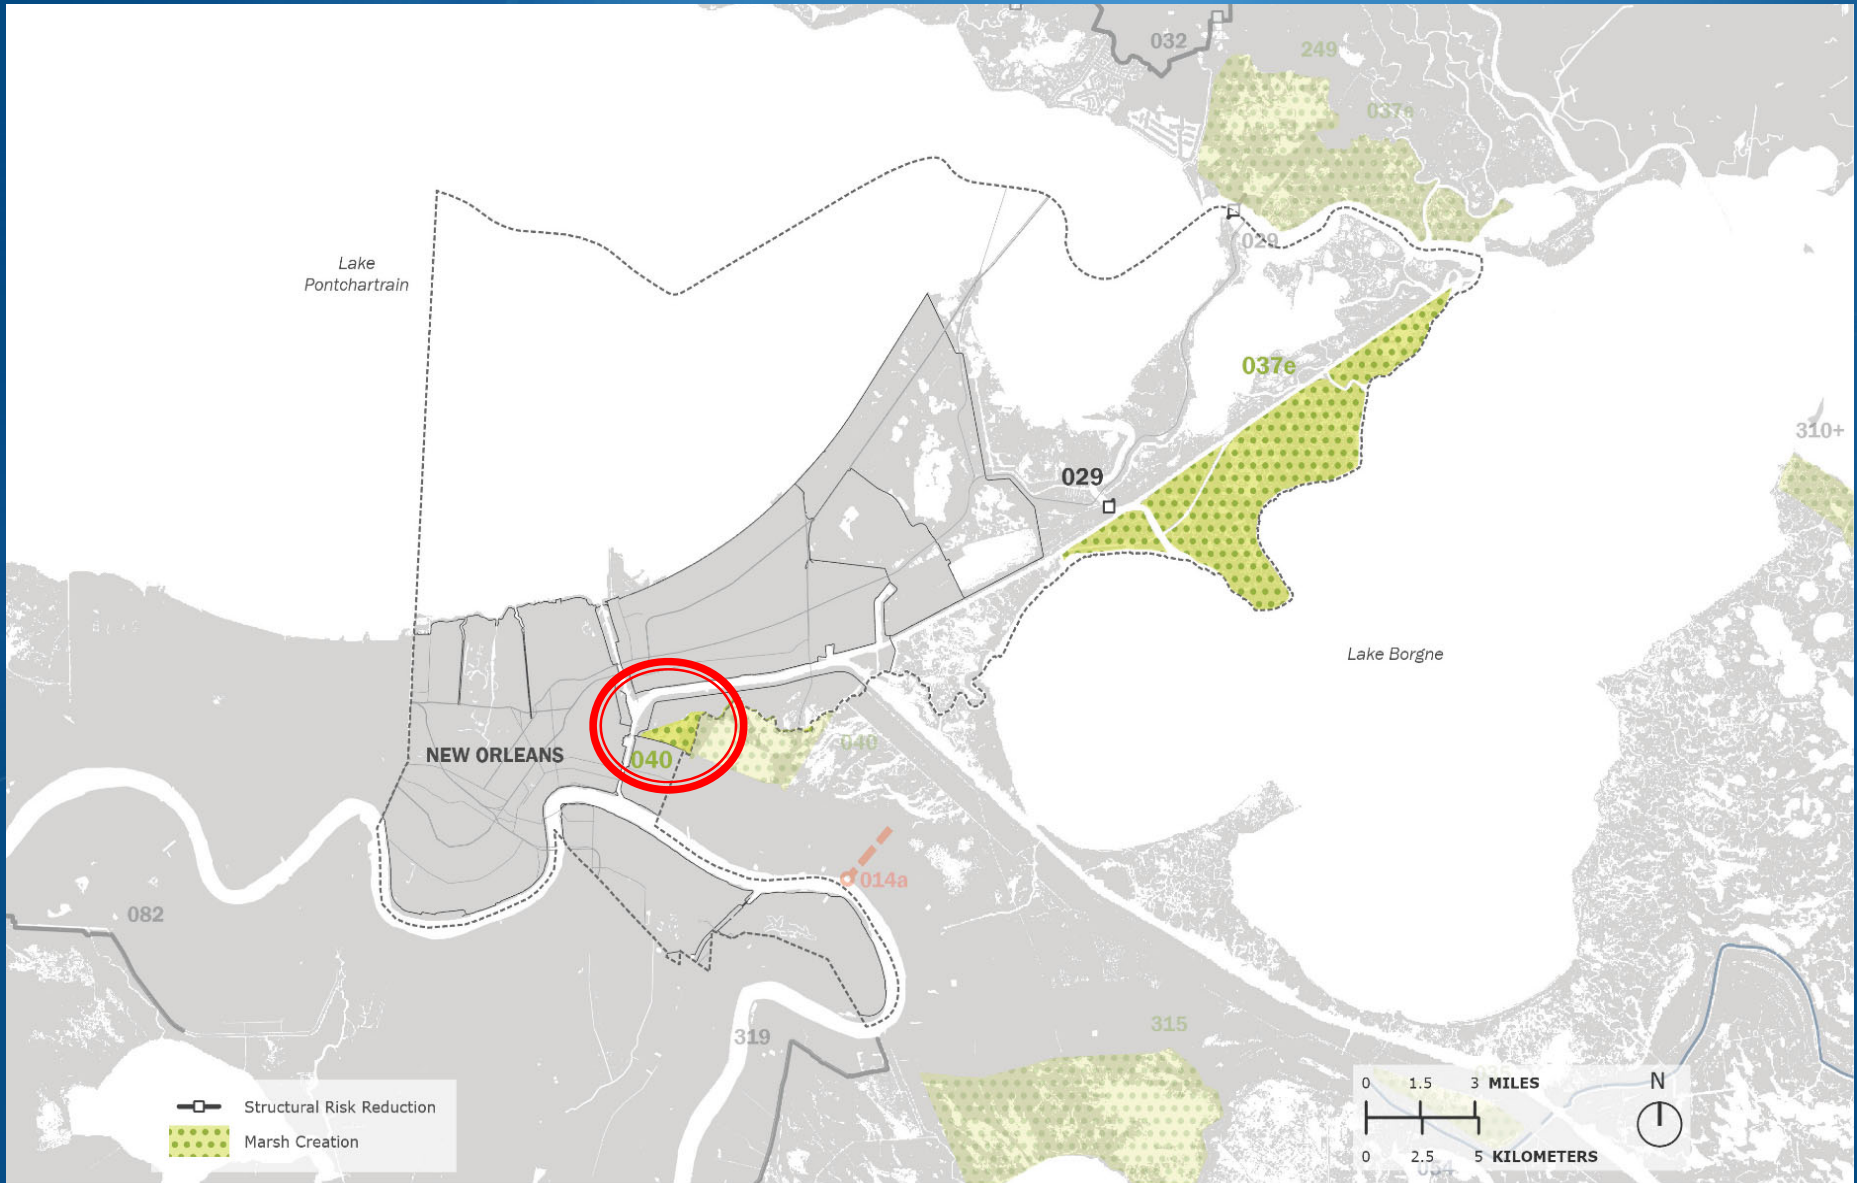 032
249
037e
Lake
Pontchartrain
029
037e
310+
029
Lake Borgne
040
NEW ORLEANS
040
014a
082
315
319
0 1.5 3 MILES
N
Structural Risk Reduction
Marsh Creation
0 2.5 5 KILOMETERS